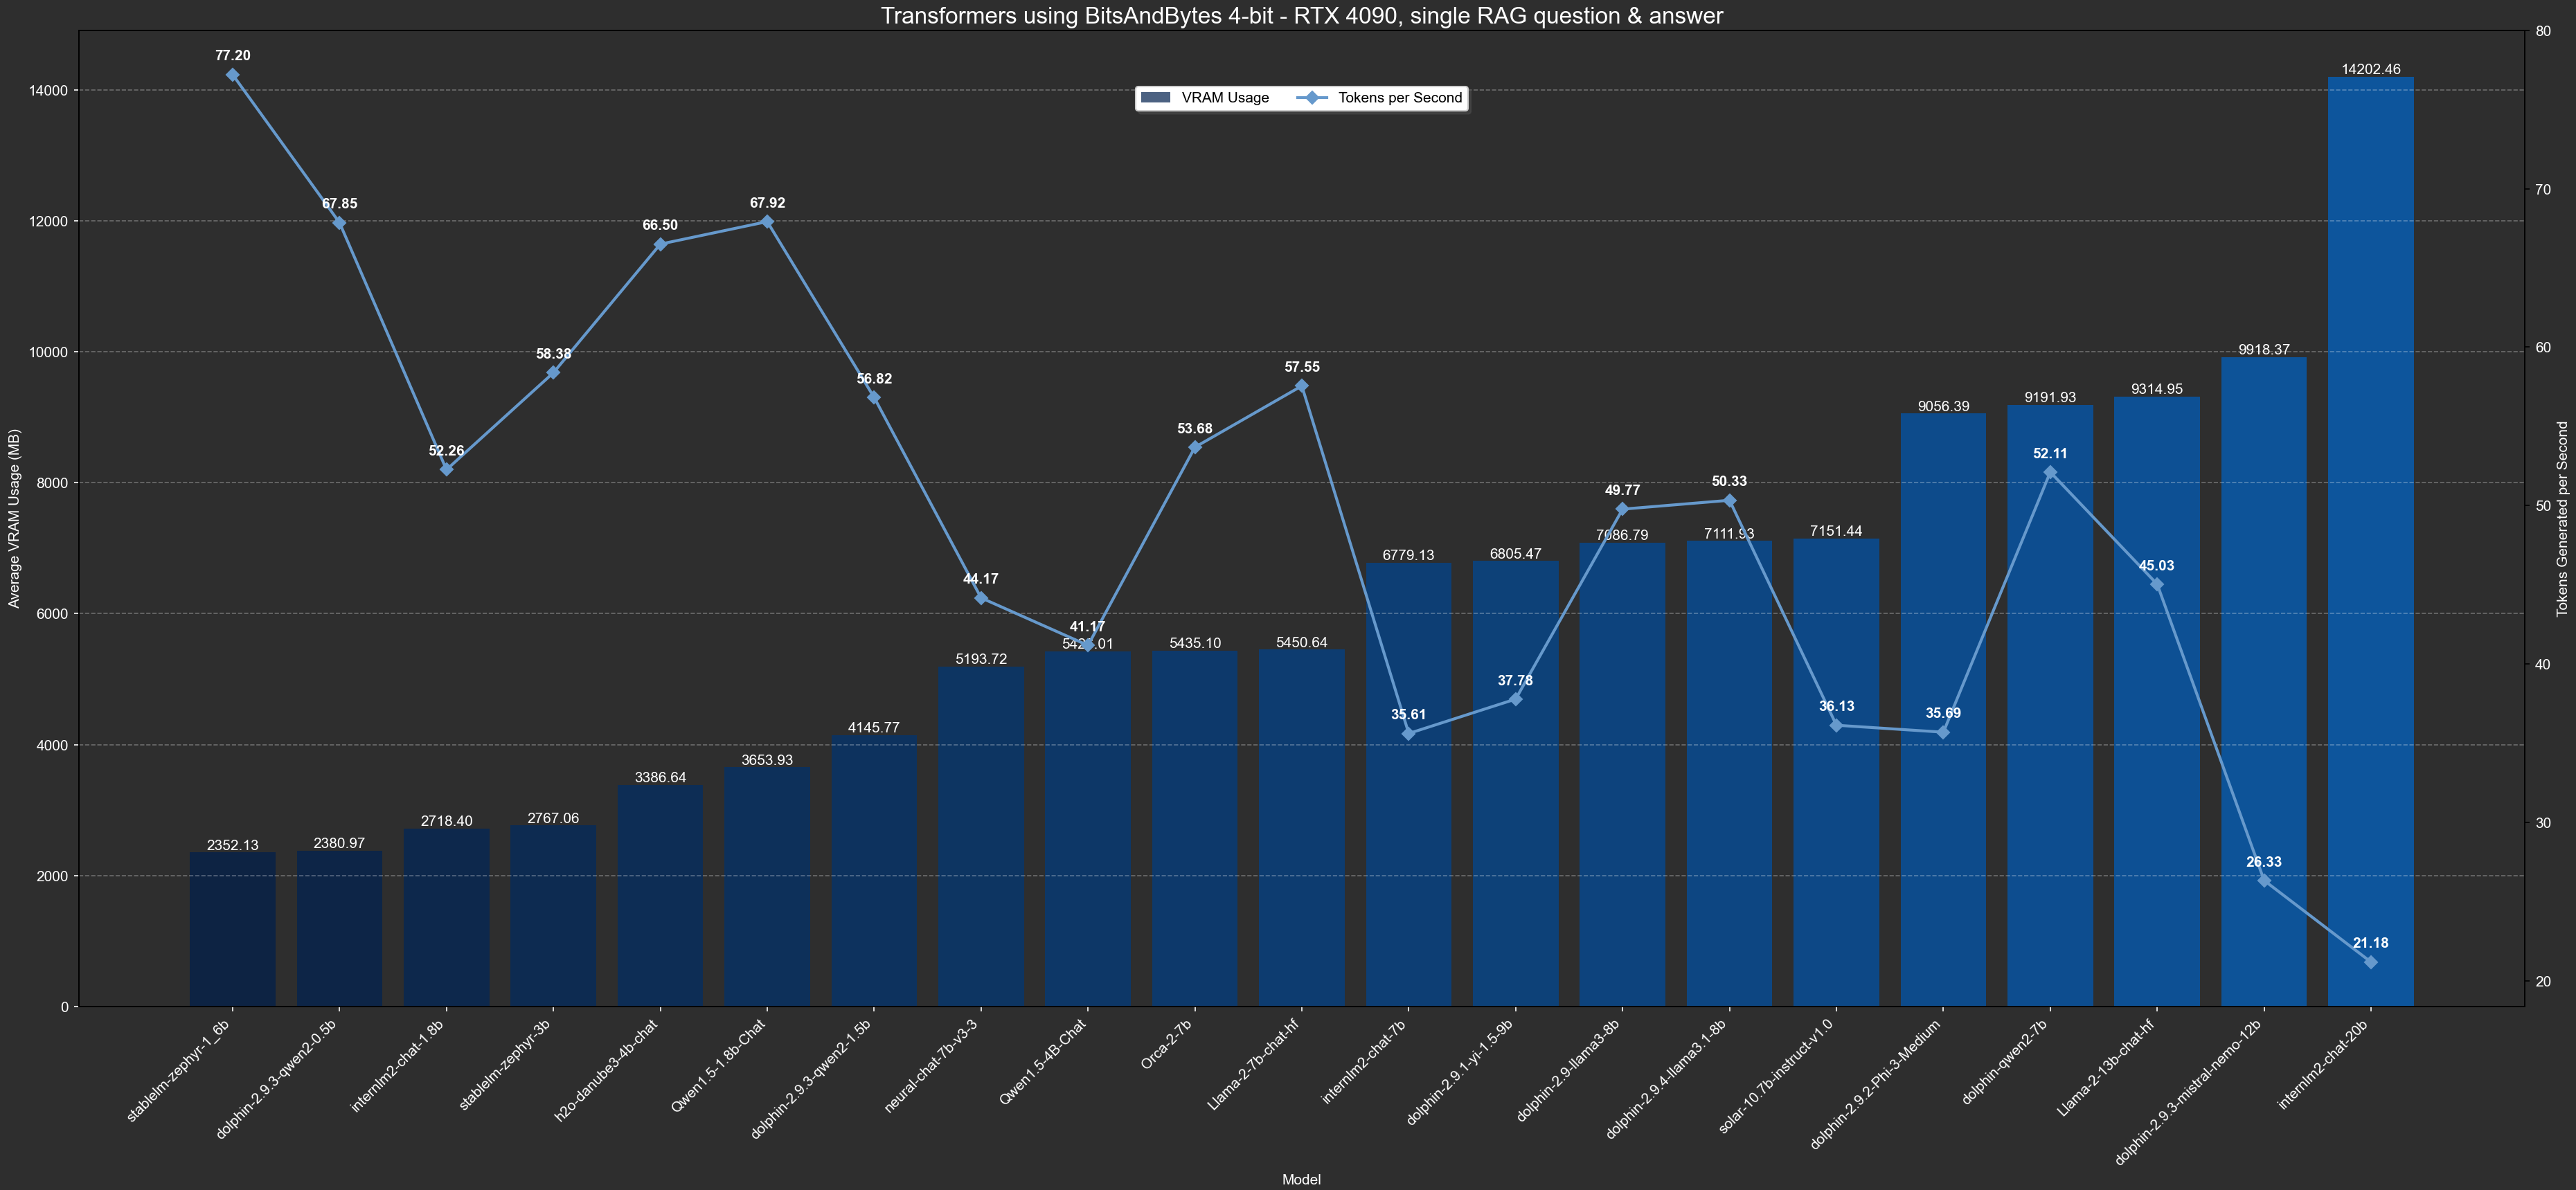 Transformers using BitsAndBytes 4-bit - RTX 4090, single RAG question & answer
VRAM Usage
Tokens per Second
Average VRAM Usage (MB)
14000
12000
10000
8000
6000
4000
2000
0
77.20
67.85
52.26
58.38
66.50
67.92
56.82
44.17
41.17
53.68
57.55
35.61
37.78
49.77
50.33
36.13
35.69
52.11
45.03
26.33
21.18
2352.13
2380.97
2718.40
2767.06
3386.64
3653.93
4145.77
5193.72
5435.10
5450.64
6779.13
6805.47
7086.79
7111.93
7151.44
9056.39
9191.93
9314.95
9918.37
14202.46
80
70
60
50
40
30
20
Tokens Generated per Second
stablelm-zephyr-1_6b
dolphin-2.9.3-qwen2-0.5b
internlm2-chat-1.8b
stablelm-zephyr-3b
h2o-danube3-4b-chat
Qwen1.5-1.8b-Chat
dolphin-2.9.3-qwen2-1.5b
neural-chat-7b-v3-3
Qwen1.5-4B-Chat
Orca-2-7b
Llama-2-7b-chat-hf
internlm2-chat-7b
dolphin-2.9.1-yi-1.5-9b
dolphin-2.9-llama3-8b
dolphin-2.9.4-llama3.1-8b
solar-10.7b-instruct-v1.0
dolphin-2.9.2-Phi-3-Medium
dolphin-qwen2-7b
Llama-2-13b-chat-hf
dolphin-2.9.3-mistral-nemo-12b
internlm2-chat-20b
Model